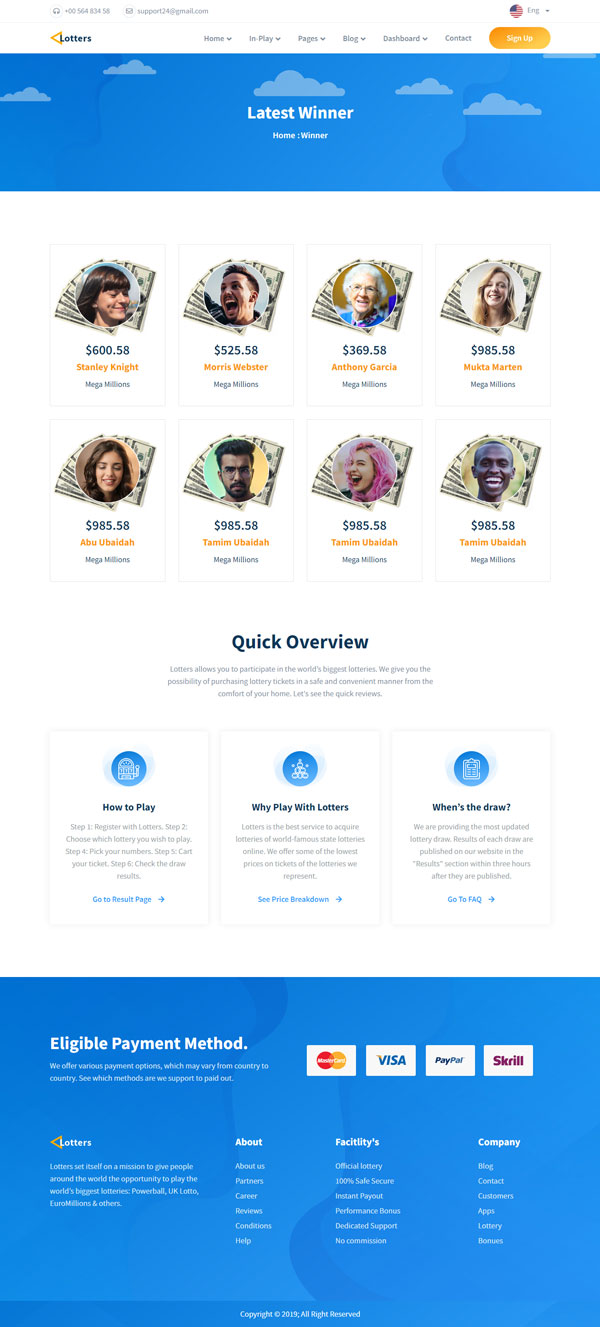 +00 564 834 58 support24@gmail.com Eng
Lotters Home In-Play Pages Blog Dashboard Contact Sign Up
Latest Winner
Home : Winner
$600.58 $525.58 $369.58 $985.58
Stanley Knight Morris Webster Anthony Garcia Mukta Marten
Mega Millions Mega Millions Mega Millions Mega Millions
$985.58 $985.58 $985.58 $985.58
Abu Ubaidah Tamim Ubaidah Tamim Ubaidah Tamim Ubaidah
Mega Millions Mega Millions Mega Millions Mega Millions
Quick Overview
Lotters allows you to participate in the world's biggest lotteries. We give you the
possibility of purchasing lottery tickets in a safe and convenient manner from the
comfort of your home. Let's see the quick reviews.
How to Play
Step 1: Register with Lotters. Step 2:
Choose which lottery you wish to play.
Step 4: Pick your numbers. Step 5: Cart
your ticket. Step 6: Check the draw
results.
Go to Result Page
Why Play With Lotters
Lotters is the best service to acquire
lotteries of world-famous state lotteries
online. We offer some of the lowest
prices on tickets of the lotteries we
represent.
See Price Breakdown
When's the draw?
We are providing the most updated
lottery draw. Results of each draw are
published on our website in the
"Results" section within three hours
after they are published.
Go To FAQ
Eligible Payment Method.
We offer various payment options, which may vary from country to
country. See which methods are we support to paid out.
MasterCard VISA PayPal Skrill
Lotters
Lotters set itself on a mission to give people
around the world the opportunity to play the
world's biggest lotteries: Powerball, UK Lotto,
EuroMillions & others.
About
About us
Partners
Career
Reviews
Conditions
Help
Facitlity's
Official lottery
100% Safe Secure
Instant Payout
Performance Bonus
Dedicated Support
No commission
Company
Blog
Contact
Customers
Apps
Lottery
Bonues
Copyright © 2019; All Right Reserved